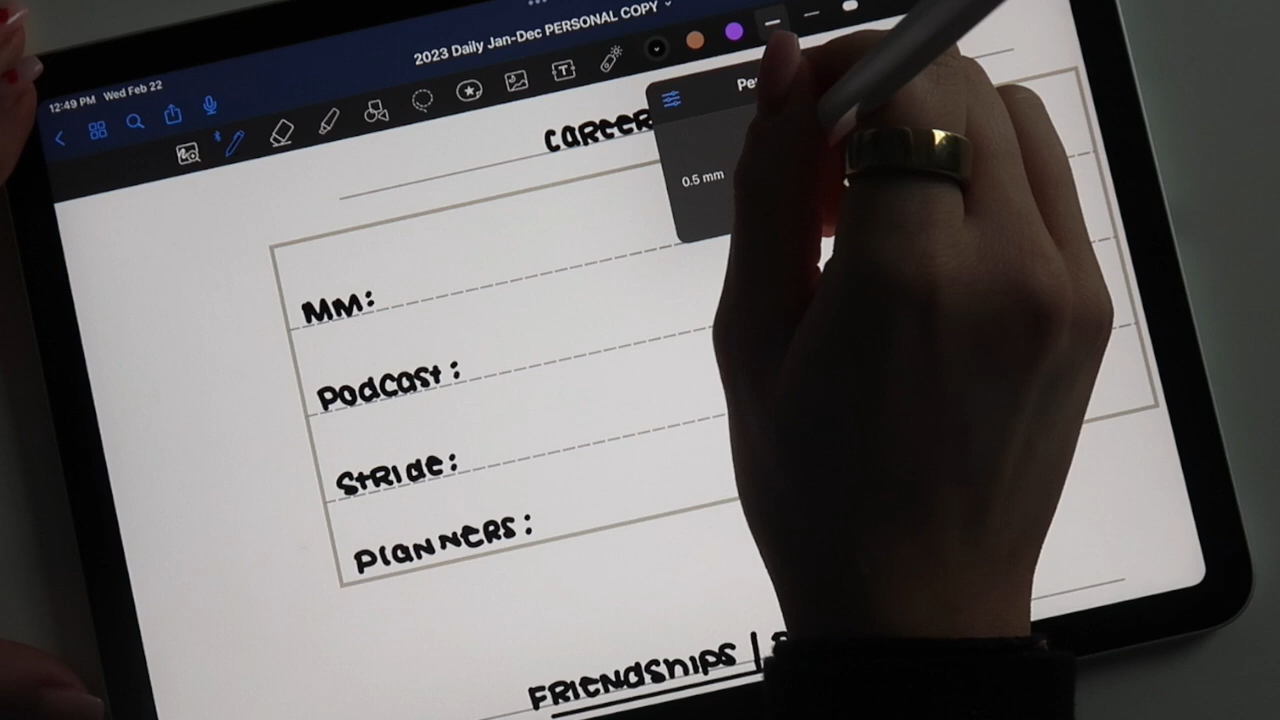 12:49 PM Wed Feb 22
2023 Daily Jan-Dec PERSONAL COPY
CAREER
0.5 mm
MM:
Podcast:
Stride:
Planners:
Friendships |